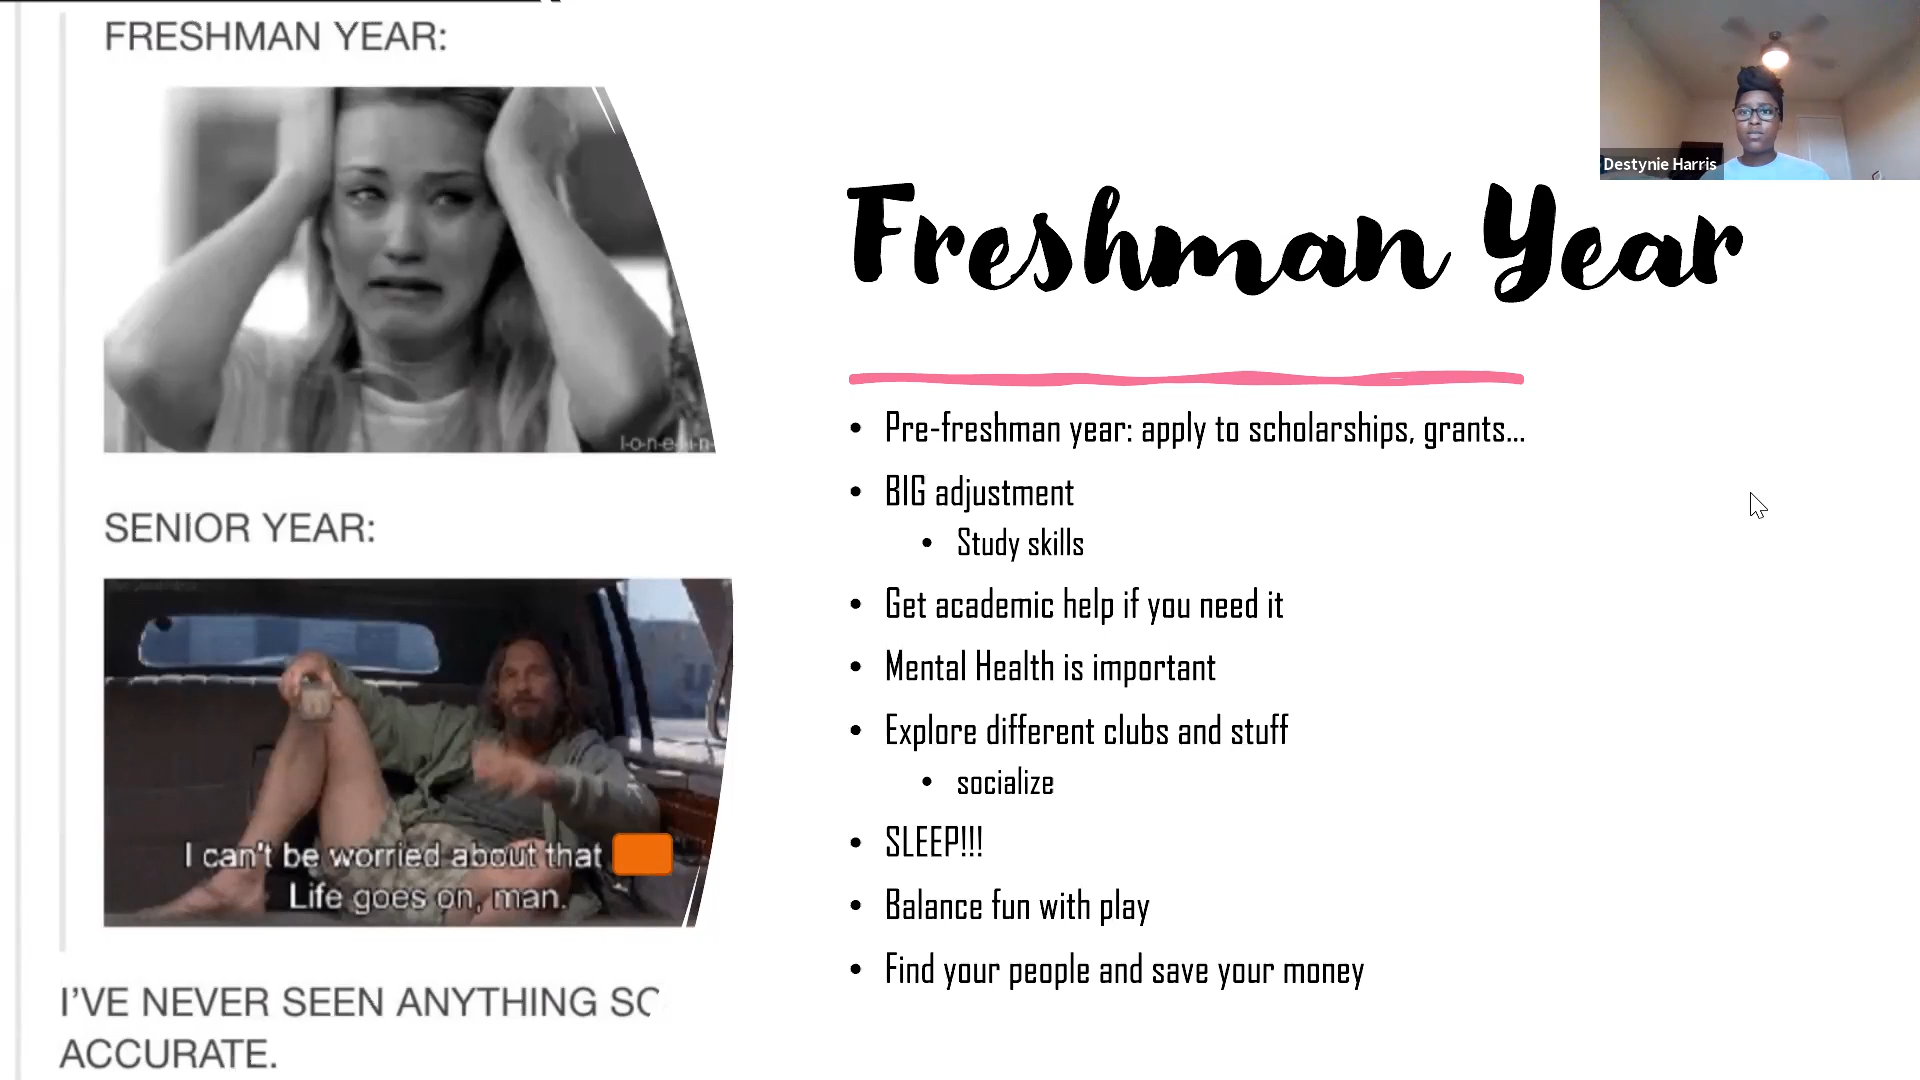 FRESHMAN YEAR:
SENIOR YEAR:
I can't be worried about that
Life goes on, man.
I'VE NEVER SEEN ANYTHING SO
ACCURATE.
Destynie Harris
Freshman Year
• Pre-freshman year: apply to scholarships, grants...
• BIG adjustment
• Study skills
• Get academic help if you need it
• Mental Health is important
• Explore different clubs and stuff
• socialize
• SLEEP!!!
• Balance fun with play
• Find your people and save your money